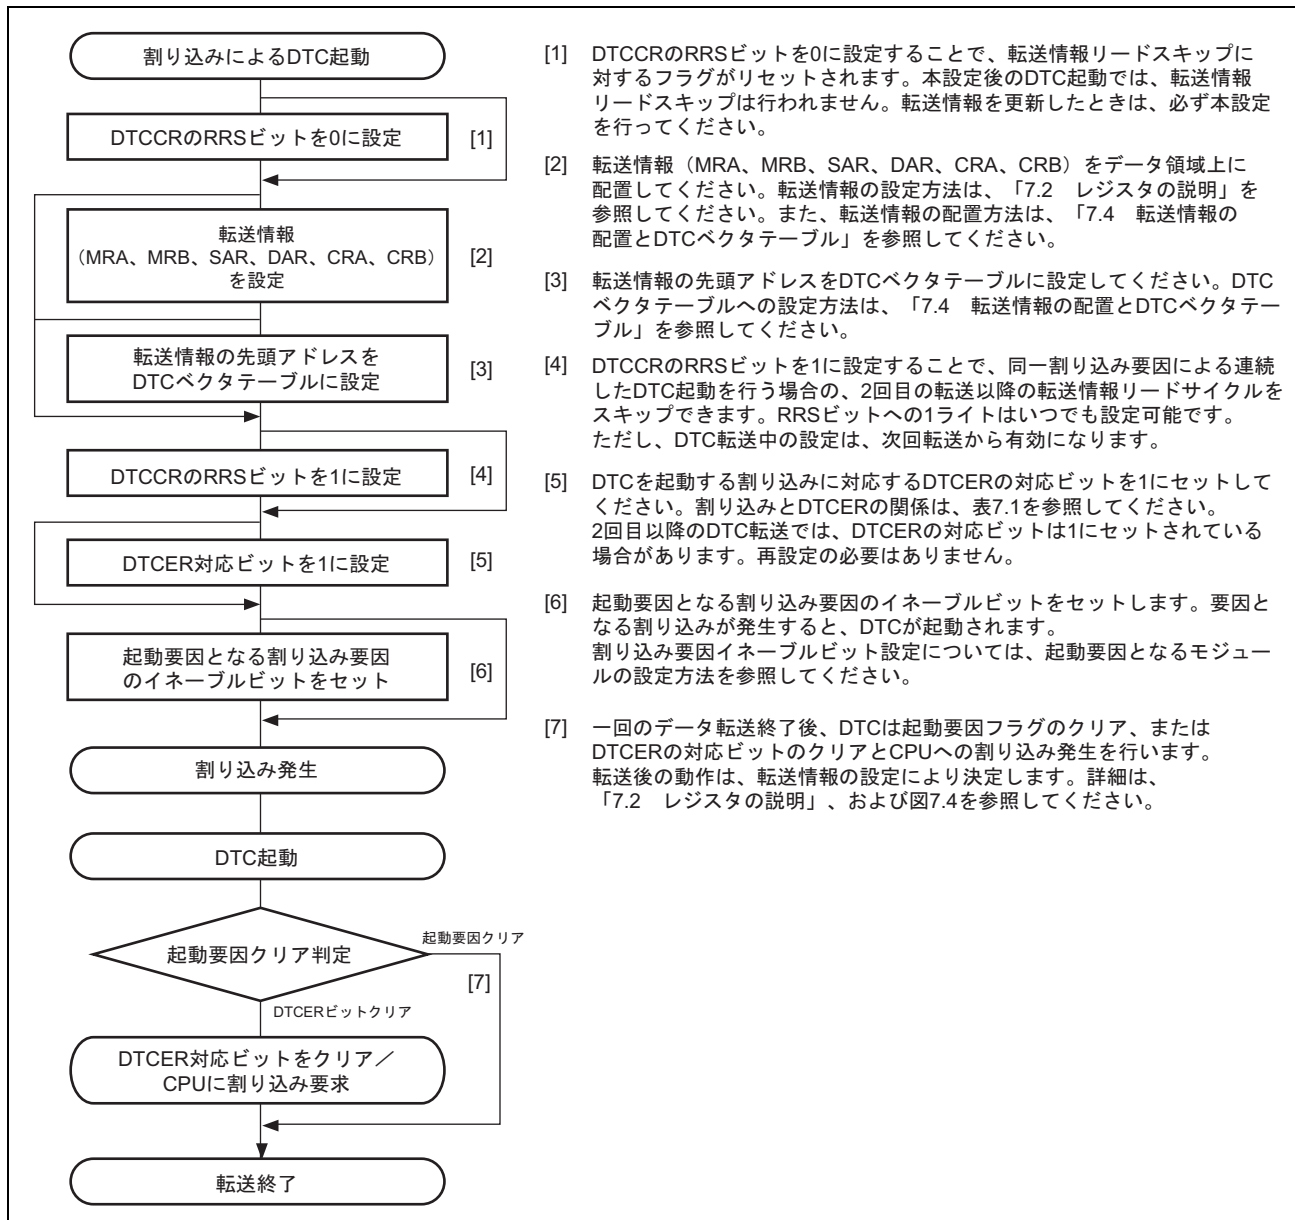 割り込みによるDTC起動
DTCCRのRRSビットを0に設定
[1]
転送情報
（MRA、MRB、SAR、DAR、CRA、CRB）
を設定
[2]
転送情報の先頭アドレスを
DTCベクタテーブルに設定
[3]
DTCCRのRRSビットを1に設定
[4]
DTCER対応ビットを1に設定
[5]
起動要因となる割り込み要因
のイネーブルビットをセット
[6]
割り込み発生
DTC起動
起動要因クリア判定
起動要因クリア
[7]
DTCERビットクリア
DTCER対応ビットをクリア／
CPUに割り込み要求
転送終了
[1] DTCCRのRRSビットを0に設定することで、転送情報リードスキップに
対するフラグがリセットされます。本設定後のDTC起動では、転送情報
リードスキップは行われません。転送情報を更新したときは、必ず本設定
を行ってください。
[2] 転送情報（MRA、MRB、SAR、DAR、CRA、CRB）をデータ領域上に
配置してください。転送情報の設定方法は、「7.2　レジスタの説明」を
参照してください。また、転送情報の配置方法は、「7.4　転送情報の
配置とDTCベクタテーブル」を参照してください。
[3] 転送情報の先頭アドレスをDTCベクタテーブルに設定してください。DTC
ベクタテーブルへの設定方法は、「7.4　転送情報の配置とDTCベクタテー
ブル」を参照してください。
[4] DTCCRのRRSビットを1に設定することで、同一割り込み要因による連続
したDTC起動を行う場合の、2回目の転送以降の転送情報リードサイクルを
スキップできます。RRSビットへの1ライトはいつでも設定可能です。
ただし、DTC転送中の設定は、次回転送から有効になります。
[5] DTCを起動する割り込みに対応するDTCERの対応ビットを1にセットして
ください。割り込みとDTCERの関係は、表7.1を参照してください。
2回目以降のDTC転送では、DTCERの対応ビットは1にセットされている
場合があります。再設定の必要はありません。
[6] 起動要因となる割り込み要因のイネーブルビットをセットします。要因と
なる割り込みが発生すると、DTCが起動されます。
割り込み要因イネーブルビット設定については、起動要因となるモジュー
ルの設定方法を参照してください。
[7] 一回のデータ転送終了後、DTCは起動要因フラグのクリア、または
DTCERの対応ビットのクリアとCPUへの割り込み発生を行います。
転送後の動作は、転送情報の設定により決定します。詳細は、
「7.2　レジスタの説明」、および図7.4を参照してください。